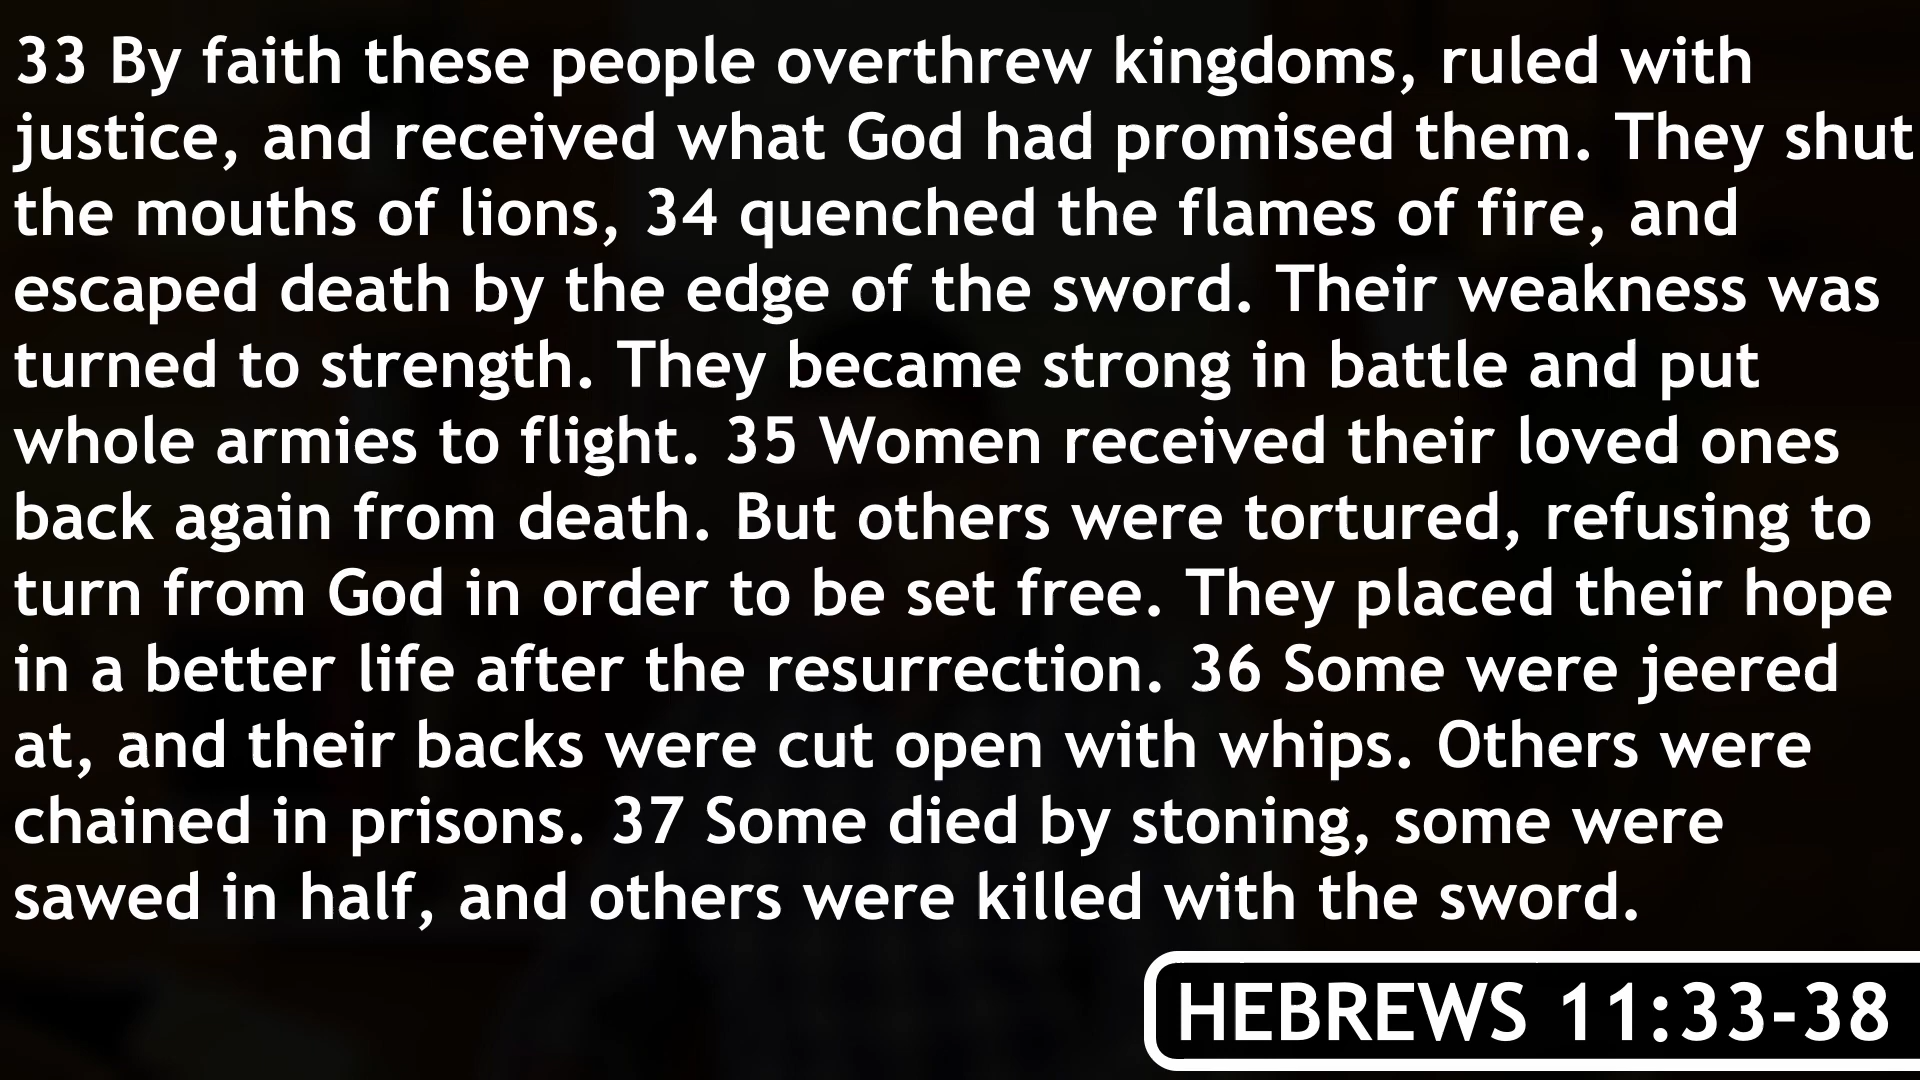 33 By faith these people overthrew kingdoms, ruled with
justice, and received what God had promised them. They shut
the mouths of lions, 34 quenched the flames of fire, and
escaped death by the edge of the sword. Their weakness was
turned to strength. They became strong in battle and put
whole armies to flight. 35 Women received their loved ones
back again from death. But others were tortured, refusing to
turn from God in order to be set free. They placed their hope
in a better life after the resurrection. 36 Some were jeered
at, and their backs were cut open with whips. Others were
chained in prisons. 37 Some died by stoning, some were
sawed in half, and others were killed with the sword.
HEBREWS 11:33-38